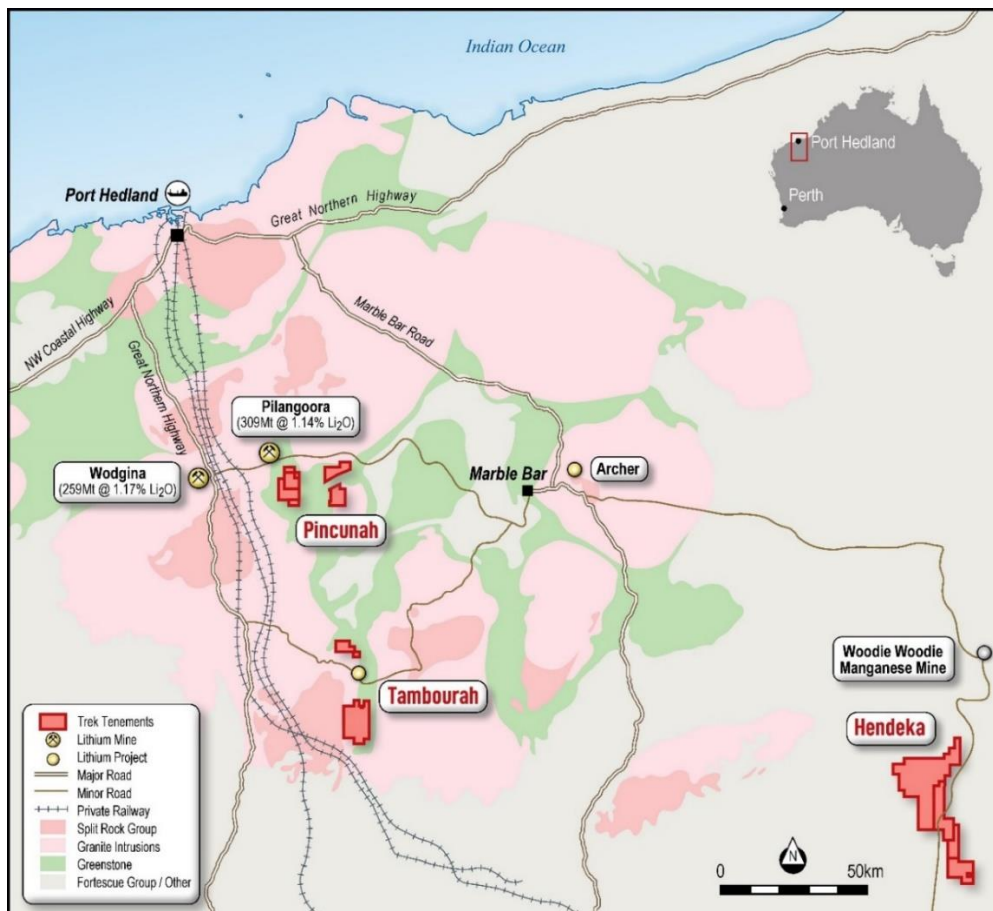 Indian Ocean
Port Hedland
Perth
Port Hedland
Great Northern Highway
NW Coastal Highway
Great Northern Highway
Marble Bar Road
Pilangoora
(309Mt @ 1.14% Li₂O)
Wodgina
(259Mt @ 1.17% Li₂O)
Marble Bar
Archer
Pincunah
Woodie Woodie
Manganese Mine
Tambourah
Hendeka
Trek Tenements
Lithium Mine
Lithium Project
Major Road
Minor Road
Private Railway
Split Rock Group
Granite Intrusions
Greenstone
Fortescue Group / Other
N
0 50km